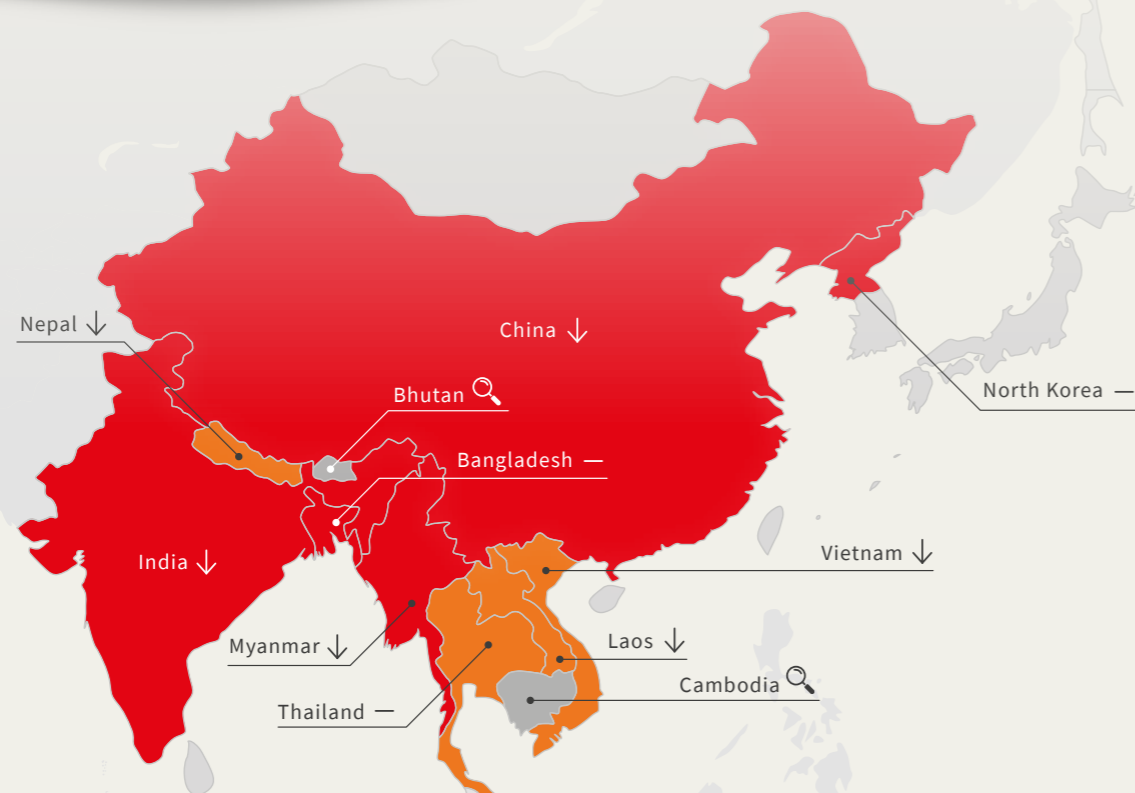 Nepal ↓
China ↓
Bhutan
North Korea —
Bangladesh —
India ↓
Vietnam ↓
Myanmar ↓
Laos ↓
Cambodia
Thailand —